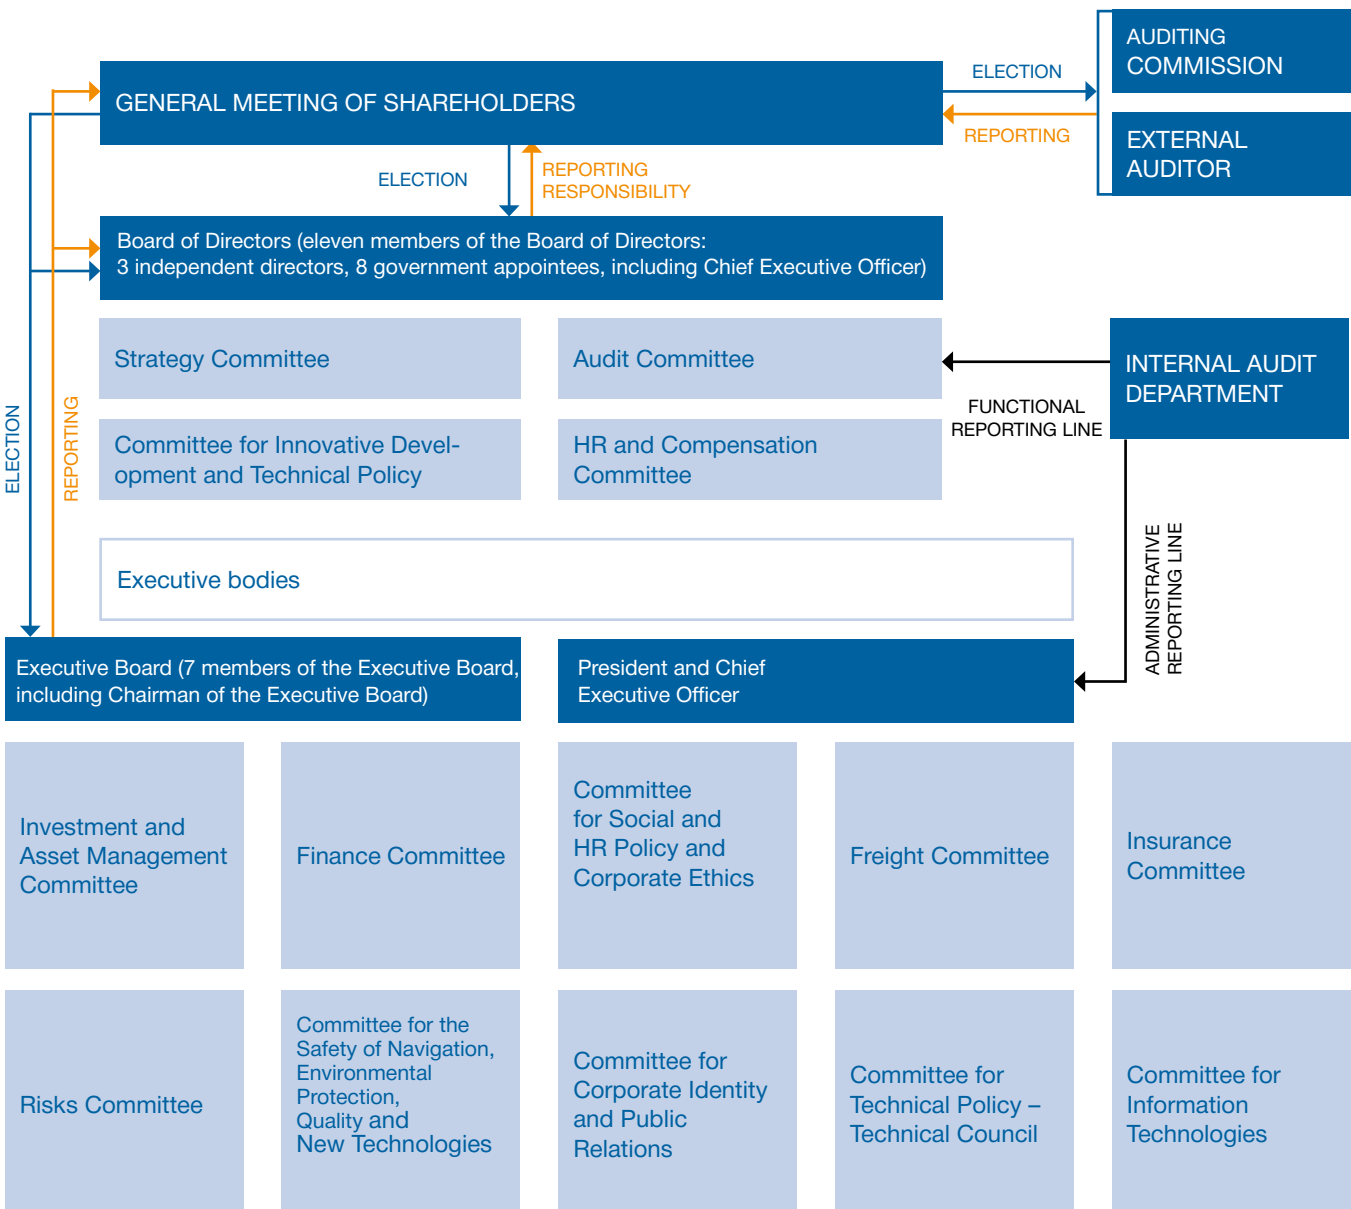 AUDITING
COMMISSION
ELECTION
GENERAL MEETING OF SHAREHOLDERS
REPORTING
EXTERNAL
AUDITOR
ELECTION
REPORTING
RESPONSIBILITY
Board of Directors (eleven members of the Board of Directors:
3 independent directors, 8 government appointees, including Chief Executive Officer)
Strategy Committee
Audit Committee
INTERNAL AUDIT
DEPARTMENT
FUNCTIONAL
REPORTING LINE
ELECTION
REPORTING
Committee for Innovative Devel-
opment and Technical Policy
HR and Compensation
Committee
ADMINISTRATIVE
REPORTING LINE
Executive bodies
Executive Board (7 members of the Executive Board,
including Chairman of the Executive Board)
President and Chief
Executive Officer
Investment and
Asset Management
Committee
Finance Committee
Committee
for Social and
HR Policy and
Corporate Ethics
Freight Committee
Insurance
Committee
Risks Committee
Committee for the
Safety of Navigation,
Environmental
Protection,
Quality and
New Technologies
Committee for
Corporate Identity
and Public
Relations
Committee for
Technical Policy –
Technical Council
Committee for
Information
Technologies